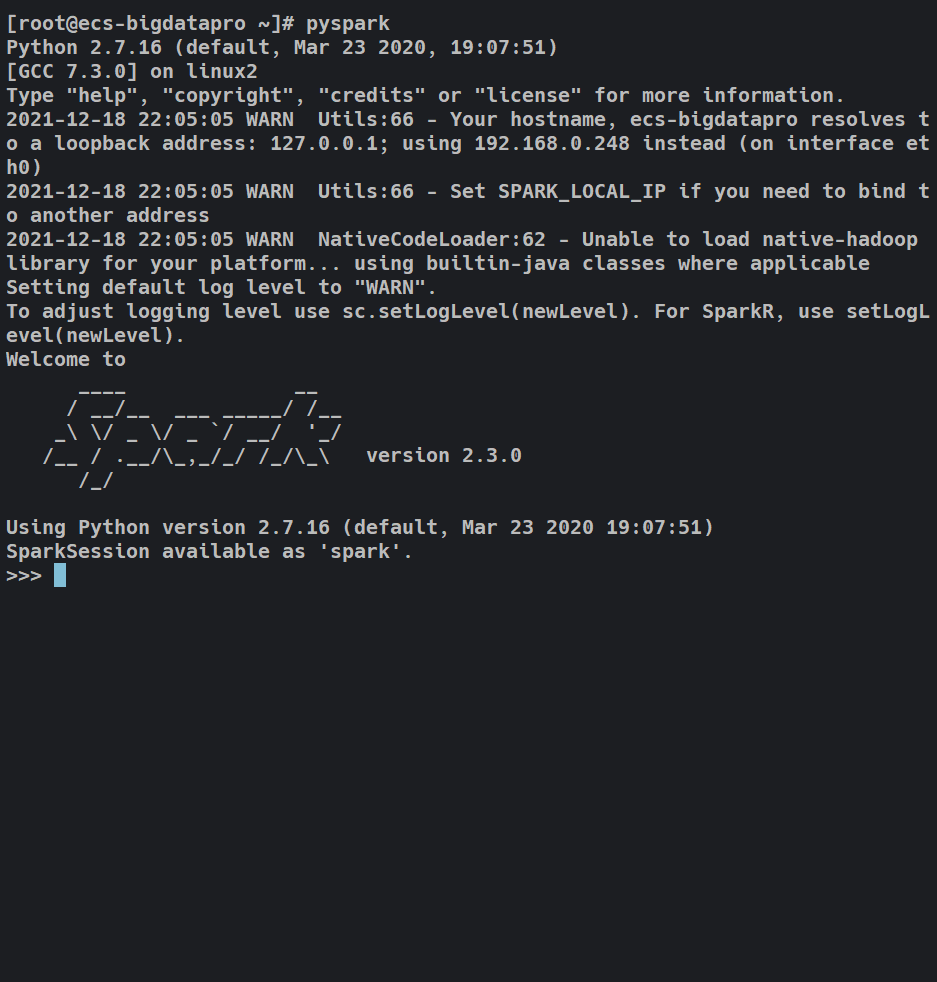 [root@ecs-bigdatapro ~]# pyspark
Python 2.7.16 (default, Mar 23 2020, 19:07:51)
[GCC 7.3.0] on linux2
Type "help", "copyright", "credits" or "license" for more information.
2021-12-18 22:05:05 WARN  Utils:66 - Your hostname, ecs-bigdatapro resolves t
o a loopback address: 127.0.0.1; using 192.168.0.248 instead (on interface et
h0)
2021-12-18 22:05:05 WARN  Utils:66 - Set SPARK_LOCAL_IP if you need to bind t
o another address
2021-12-18 22:05:05 WARN  NativeCodeLoader:62 - Unable to load native-hadoop
library for your platform... using builtin-java classes where applicable
Setting default log level to "WARN".
To adjust logging level use sc.setLogLevel(newLevel). For SparkR, use setLogL
evel(newLevel).
Welcome to
      ____              __
     / __/__  ___ _____/ /__
    _\ \/ _ \/ _ `/ __/  '_/
   /__ / .__/\_,_/_/ /_/\_\   version 2.3.0
      /_/
Using Python version 2.7.16 (default, Mar 23 2020 19:07:51)
SparkSession available as 'spark'.
>>>